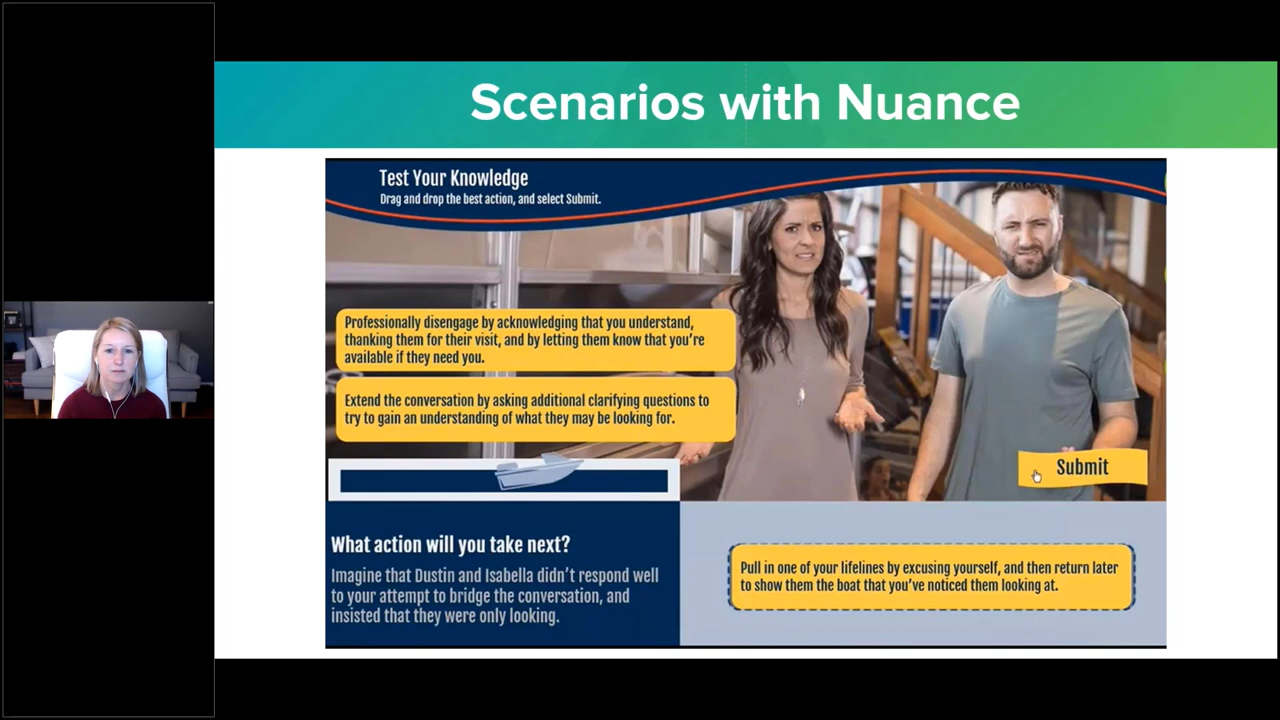 Scenarios with Nuance
Test Your Knowledge
Drag and drop the best action, and select Submit.
Professionally disengage by acknowledging that you understand,
thanking them for their visit, and by letting them know that you're
available if they need you.
Extend the conversation by asking additional clarifying questions to
try to gain an understanding of what they may be looking for.
Submit
What action will you take next?
Imagine that Dustin and Isabella didn't respond well
to your attempt to bridge the conversation, and
insisted that they were only looking.
Pull in one of your lifelines by excusing yourself, and then return later
to show them the boat that you've noticed them looking at.